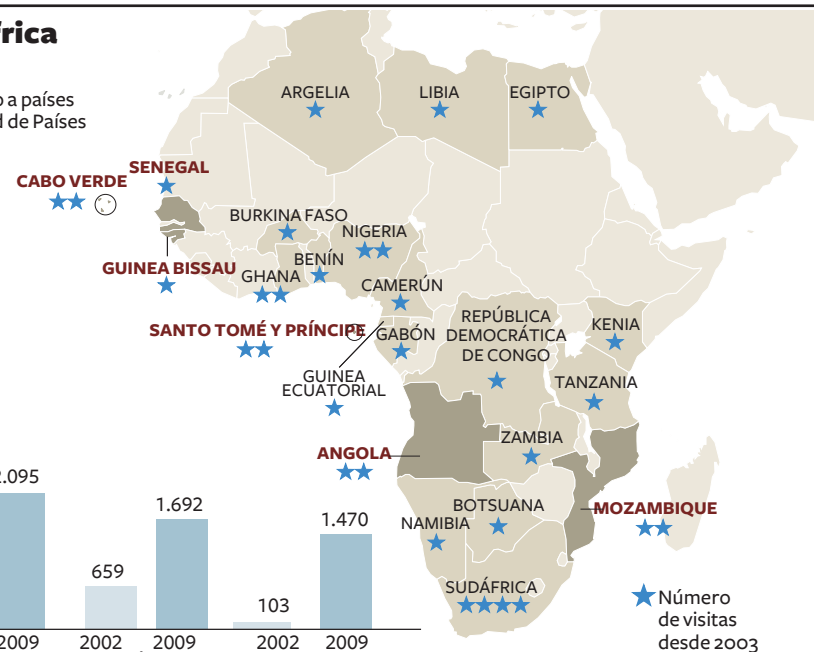 ARGELIA
LIBIA
EGIPTO
SENEGAL
CABO VERDE
BURKINA FASO
NIGERIA
BENÍN
GUINEA BISSAU
GHANA
CAMERÚN
REPÚBLICA
DEMOCRÁTICA
DE CONGO
KENIA
SANTO TOMÉ Y PRÍNCIPE
GABÓN
GUINEA
ECUATORIAL
TANZANIA
ZAMBIA
ANGOLA
BOTSUANA
MOZAMBIQUE
NAMIBIA
SUDÁFRICA
Número
de visitas
desde 2003
a países
de Países
1.692
1.470
659
103
2009
2002 2009
2002 2009